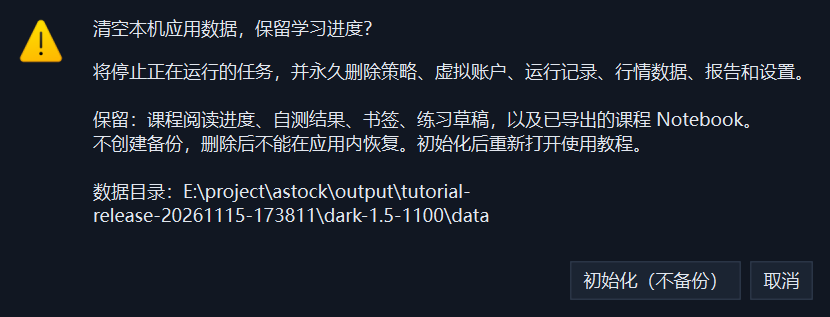 清空本机应用数据，保留学习进度？
将停止正在运行的任务，并永久删除策略、虚拟账户、运行记录、行情数据、报告和设置。
保留：课程阅读进度、自测结果、书签、练习草稿，以及已导出的课程 Notebook。
不创建备份，删除后不能在应用内恢复。初始化后重新打开使用教程。
数据目录：E:\project\astock\output\tutorial-
release-20261115-173811\dark-1.5-1100\data
初始化（不备份） 取消